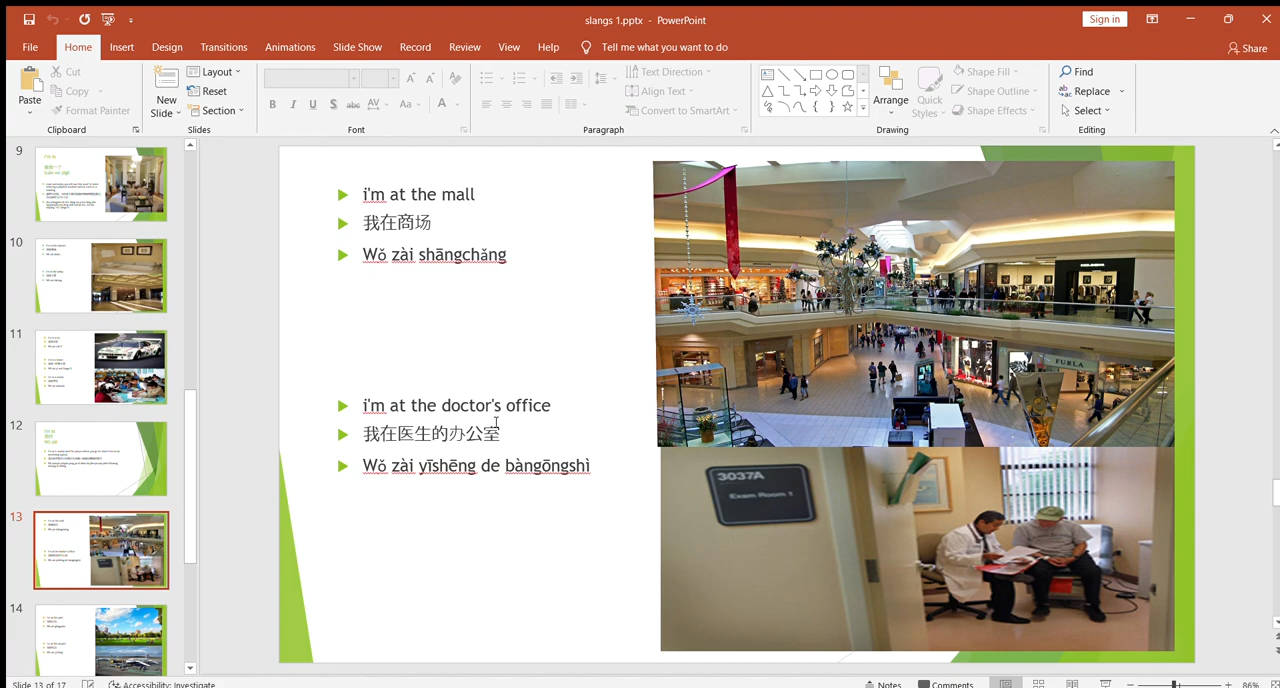 slangs 1.pptx - PowerPoint
Sign in
File Home Insert Design Transitions Animations Slide Show Record Review View Help Tell me what you want to do
Share
Paste
Cut
Copy
Format Painter
Clipboard
New Slide
Layout
Reset
Section
Slides
Font
Text Direction
Align Text
Convert to SmartArt
Paragraph
Arrange
Quick Styles
Shape Fill
Shape Outline
Shape Effects
Drawing
Find
Replace
Select
Editing
9
10
11
12
13
14
i'm at the mall
我在商场
Wǒ zài shāngchǎng
i'm at the doctor's office
我在医生的办公室
Wǒ zài yīshēng de bàngōngshì
FURLA
3037A
Exam Room 1
Slide 13 of 17
Accessibility: Investigate
Notes
Comments
86%